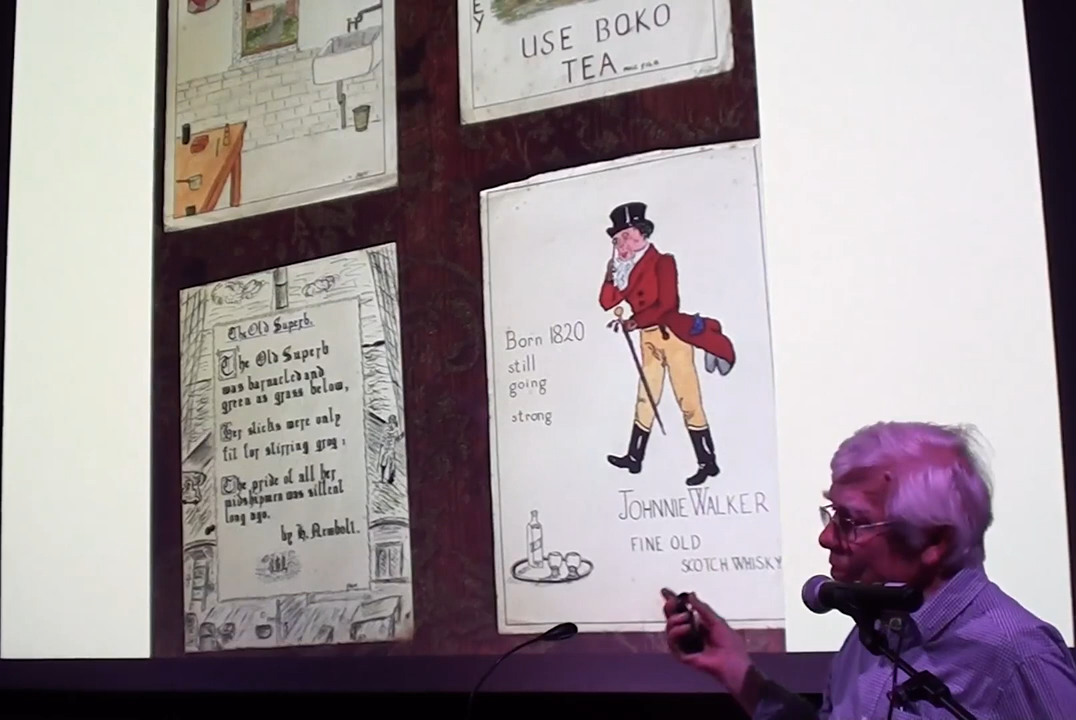 EY
USE BOKO
TEA
The Old Superb.
The Old Superb
was barnacled and
green as grass below,
Her sticks were only
fit for stirring grog;
The pride of all her
midshipmen was silent
long ago.
by H. Newbolt.
Born 1820
still
going
strong
JOHNNIE WALKER
FINE OLD
SCOTCH WHISKY